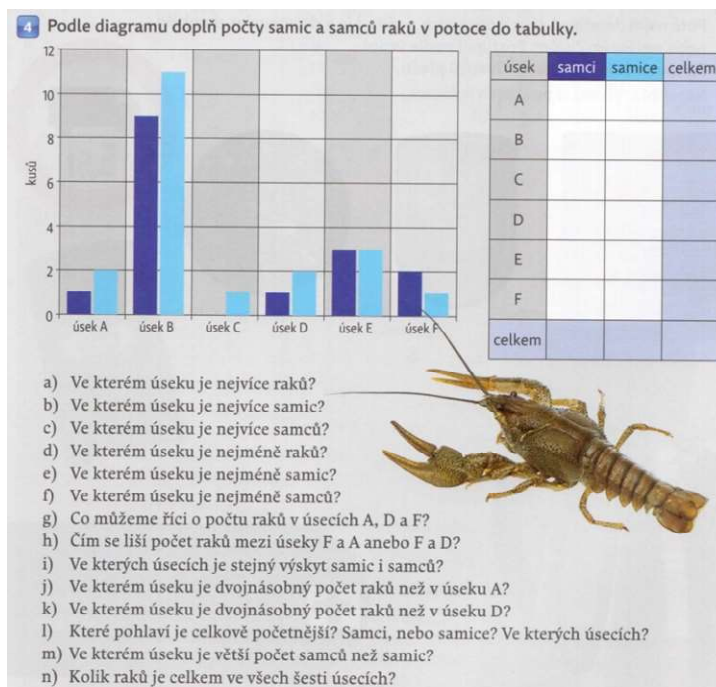 4 Podle diagramu doplň počty samic a samců raků v potoce do tabulky.
12
10
8
6
4
2
0
kusů
úsek A úsek B úsek C úsek D úsek E úsek F
úsek samci samice celkem
A
B
C
D
E
F
celkem
a) Ve kterém úseku je nejvíce raků?
b) Ve kterém úseku je nejvíce samic?
c) Ve kterém úseku je nejvíce samců?
d) Ve kterém úseku je nejméně raků?
e) Ve kterém úseku je nejméně samic?
f) Ve kterém úseku je nejméně samců?
g) Co můžeme říci o počtu raků v úsecích A, D a F?
h) Čím se liší počet raků mezi úseky F a A anebo F a D?
i) Ve kterých úsecích je stejný výskyt samic i samců?
j) Ve kterém úseku je dvojnásobný počet raků než v úseku A?
k) Ve kterém úseku je dvojnásobný počet raků než v úseku D?
l) Které pohlaví je celkově početnější? Samci, nebo samice? Ve kterých úsecích?
m) Ve kterém úseku je větší počet samců než samic?
n) Kolik raků je celkem ve všech šesti úsecích?